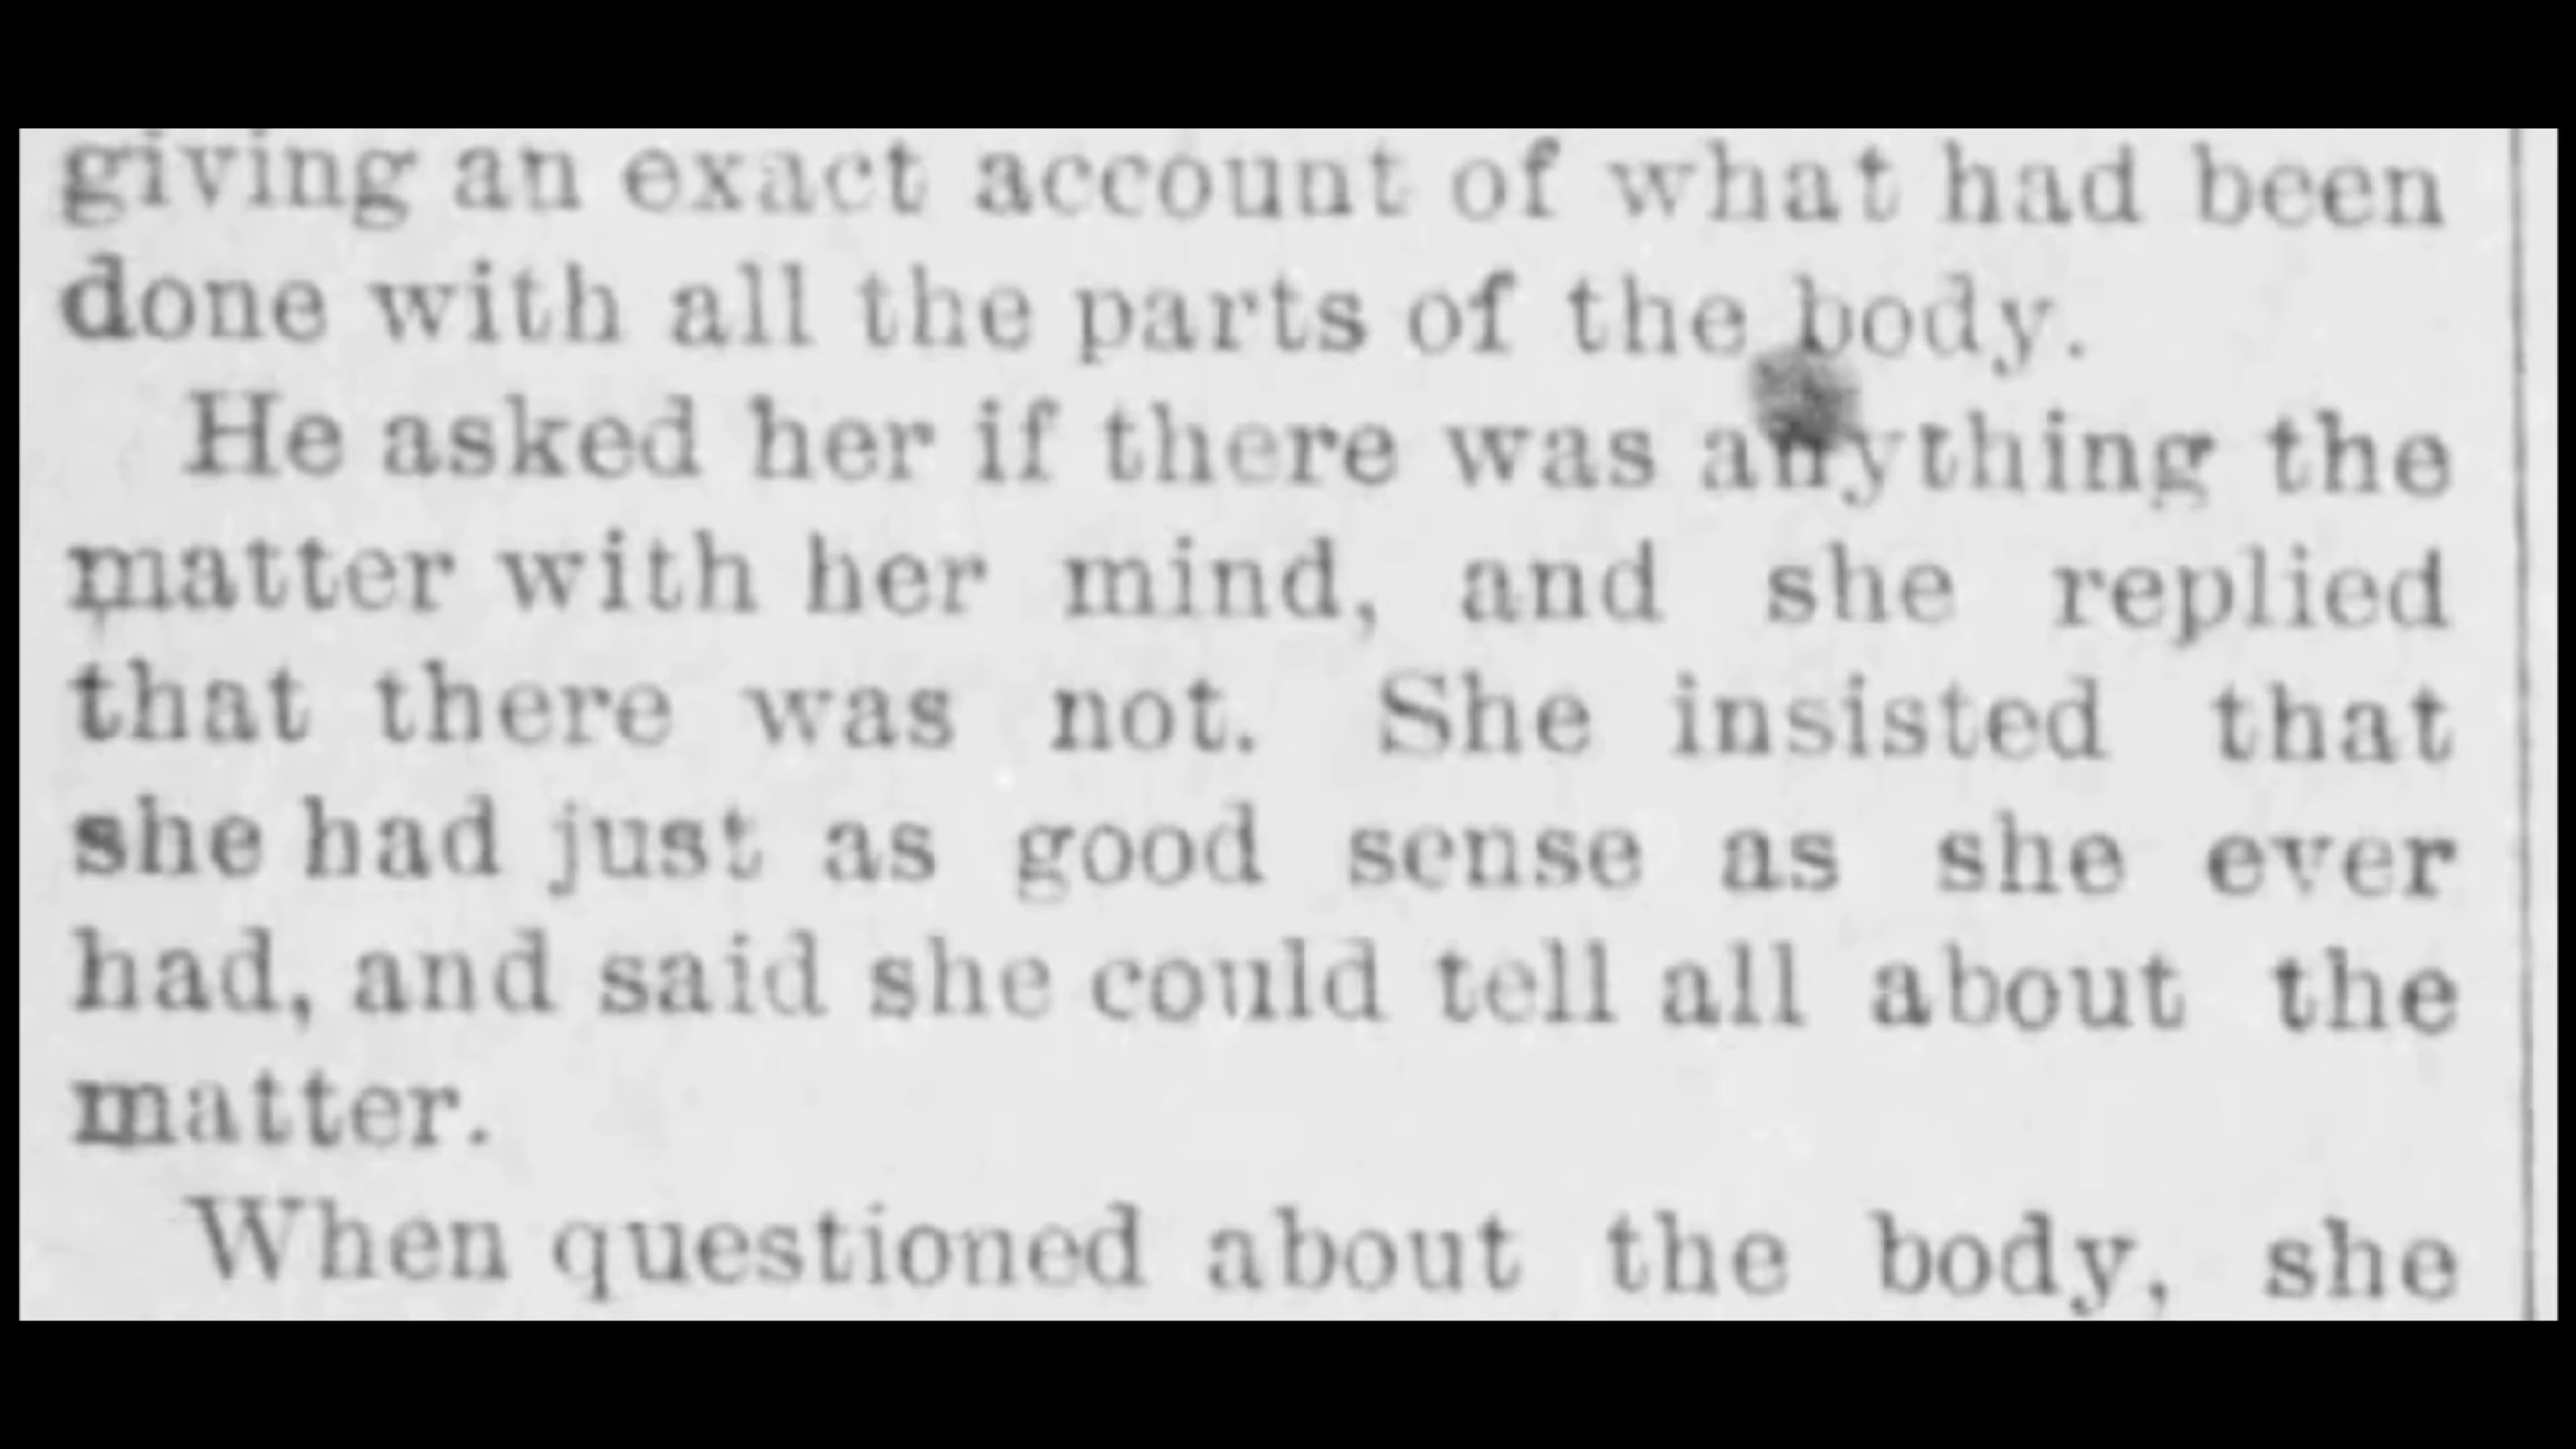 giving an exact account of what had been
done with all the parts of the body.
He asked her if there was anything the
matter with her mind, and she replied
that there was not. She insisted that
she had just as good sense as she ever
had, and said she could tell all about the
matter.
When questioned about the body, she